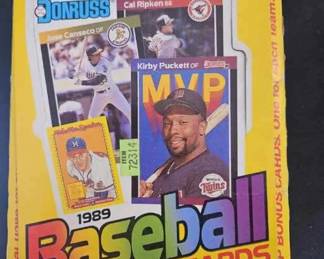 DONRUSS
Cal Ripken SS
Jose Canseco OF
Kirby Puckett OF
MVP
72314
Twins
1989
Baseball
CARDS
BONUS CARDS. One for each Team.